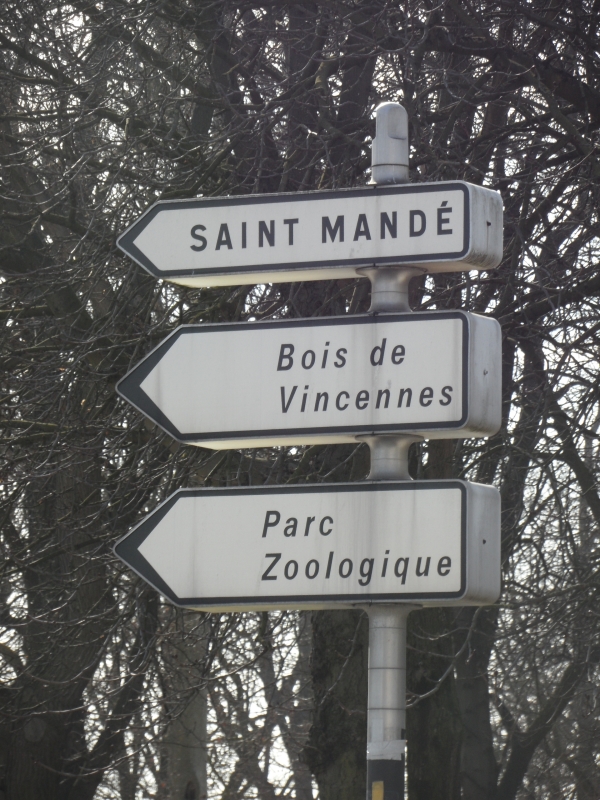 SAINT MANDÉ
Bois de
Vincennes
Parc
Zoologique